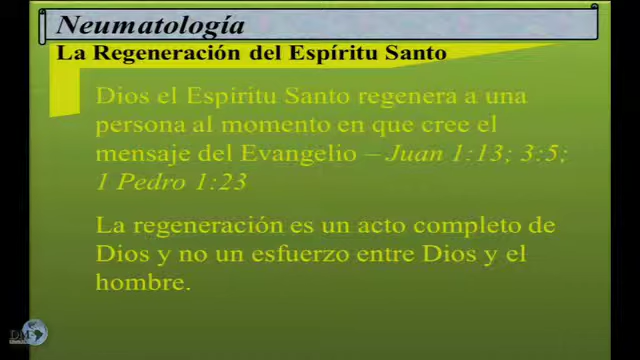 Neumatología
La Regeneración del Espíritu Santo
Dios el Espíritu Santo regenera a una
persona al momento en que cree el
mensaje del Evangelio – Juan 1:13; 3:5;
1 Pedro 1:23
La regeneración es un acto completo de
Dios y no un esfuerzo entre Dios y el
hombre.